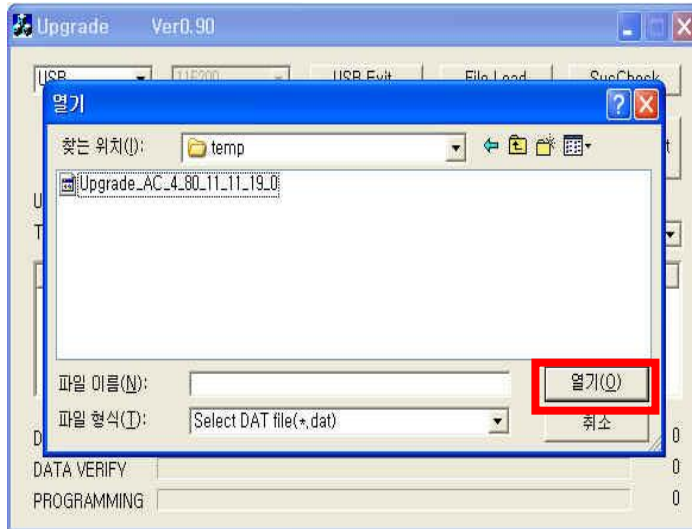 Upgrade Ver0.90
USB 115200 USB Exit File Load SysCheck
열기
찾는 위치(I): temp
Upgrade_AC_4_80_11_11_19_0
파일 이름(N): 열기(O)
파일 형식(T): Select DAT file(*.dat) 취소
0
DATA VERIFY 0
PROGRAMMING 0